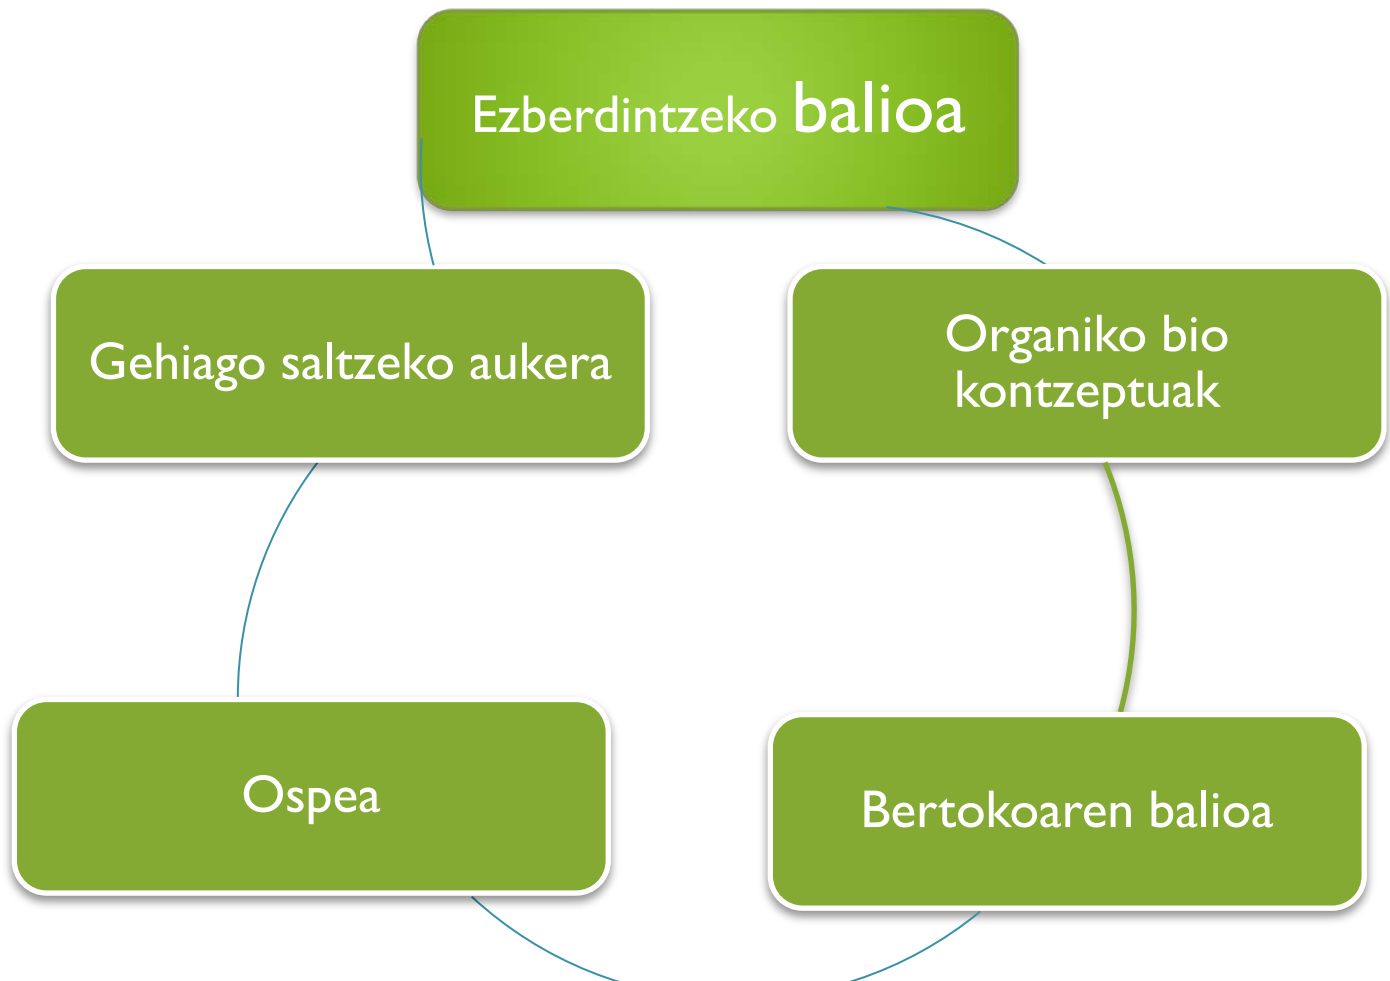 Ezberdintzeko balioa
Gehiago saltzeko aukera
Organiko bio
kontzeptuak
Ospea
Bertokoaren balioa